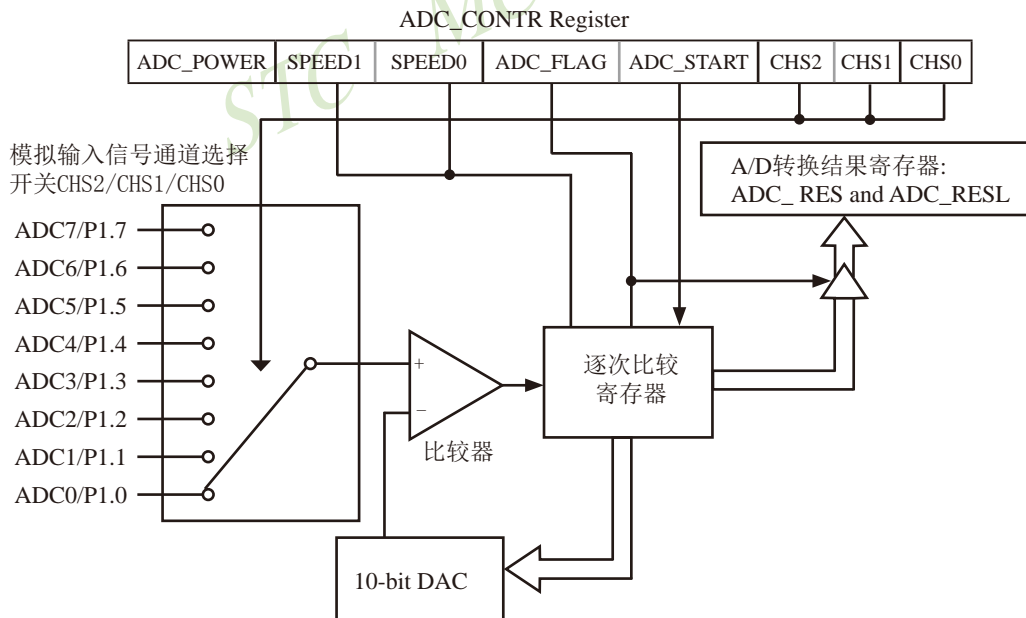 ADC_CONTR Register
ADC_POWER SPEED1 SPEED0 ADC_FLAG ADC_START CHS2 CHS1 CHS0
模拟输入信号通道选择
开关CHS2/CHS1/CHS0
A/D转换结果寄存器:
ADC_ RES and ADC_RESL
ADC7/P1.7
ADC6/P1.6
ADC5/P1.5
ADC4/P1.4
ADC3/P1.3
ADC2/P1.2
ADC1/P1.1
ADC0/P1.0
+
−
比较器
逐次比较
寄存器
10-bit DAC
STC